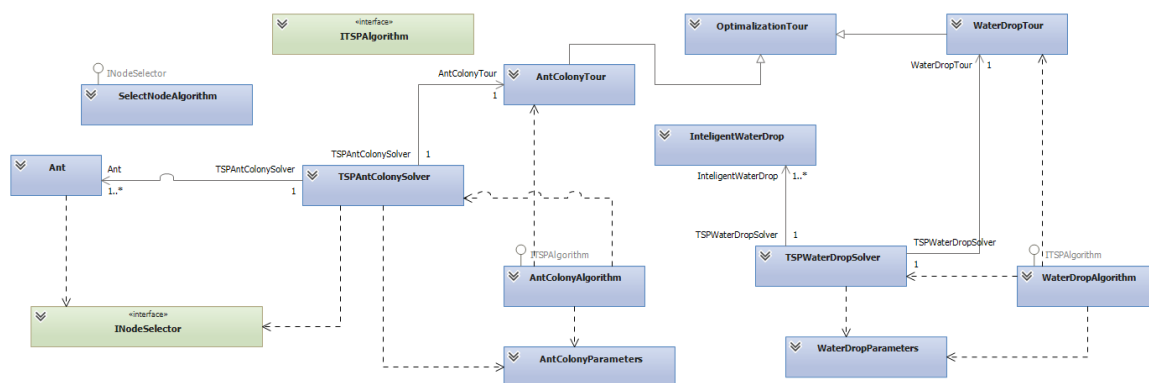 «interface»
ITSPAlgorithm
OptimalizationTour
WaterDropTour
INodeSelector
SelectNodeAlgorithm
AntColonyTour
1
AntColonyTour
WaterDropTour
1
InteligentWaterDrop
InteligentWaterDrop
1..*
Ant
Ant
1..*
TSPAntColonySolver
1
TSPAntColonySolver
1
TSPAntColonySolver
TSPWaterDropSolver
1
TSPWaterDropSolver
1
TSPWaterDropSolver
ITSPAlgorithm
AntColonyAlgorithm
ITSPAlgorithm
WaterDropAlgorithm
«interface»
INodeSelector
AntColonyParameters
WaterDropParameters